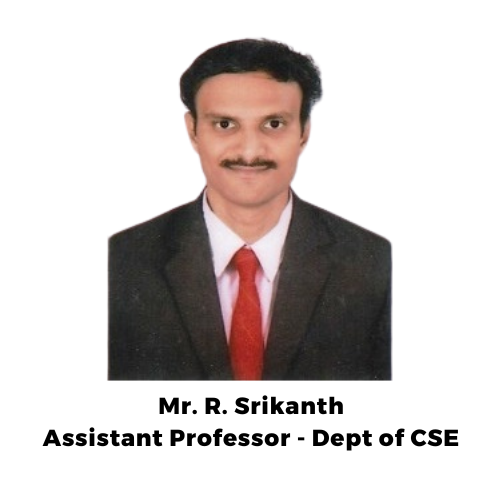 Mr. R. Srikanth
Assistant Professor - Dept of CSE